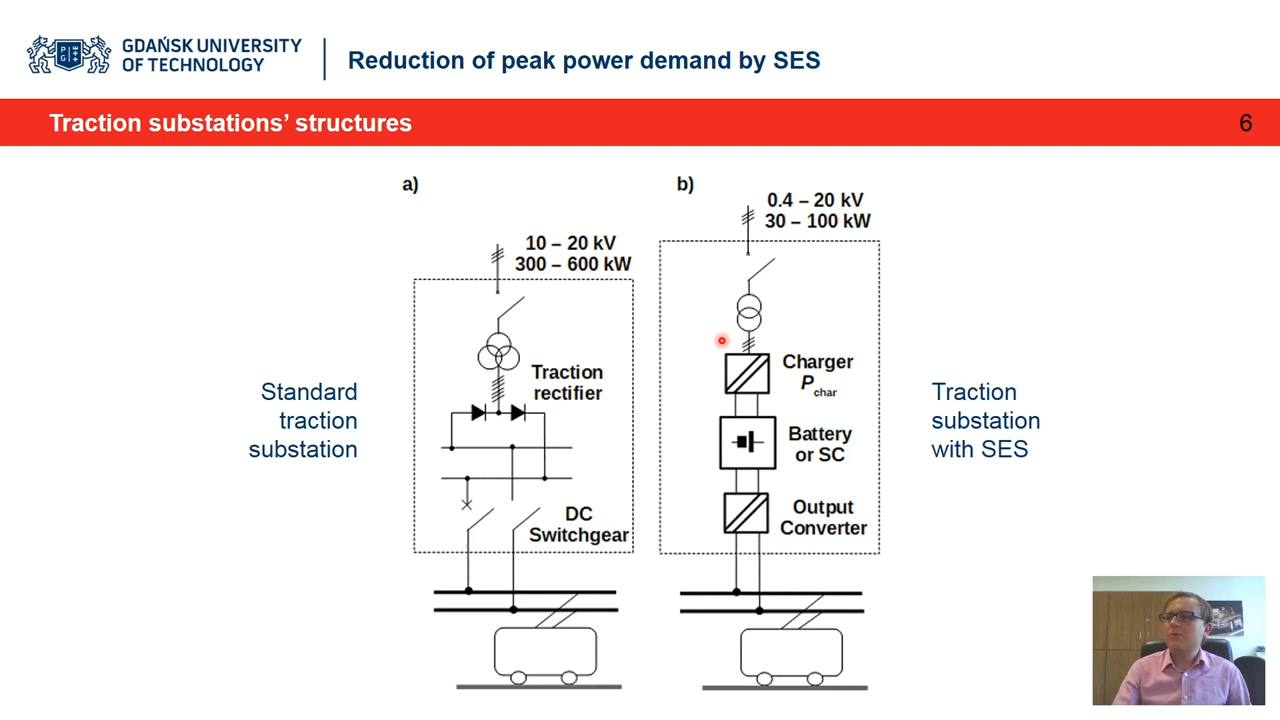 GDAŃSK UNIVERSITY
OF TECHNOLOGY
Reduction of peak power demand by SES
Traction substations’ structures
6
a)
10 – 20 kV
300 – 600 kW
Traction
rectifier
DC
Switchgear
Standard
traction
substation
b)
0.4 – 20 kV
30 – 100 kW
Charger
Pchar
Battery
or SC
Output
Converter
Traction
substation
with SES